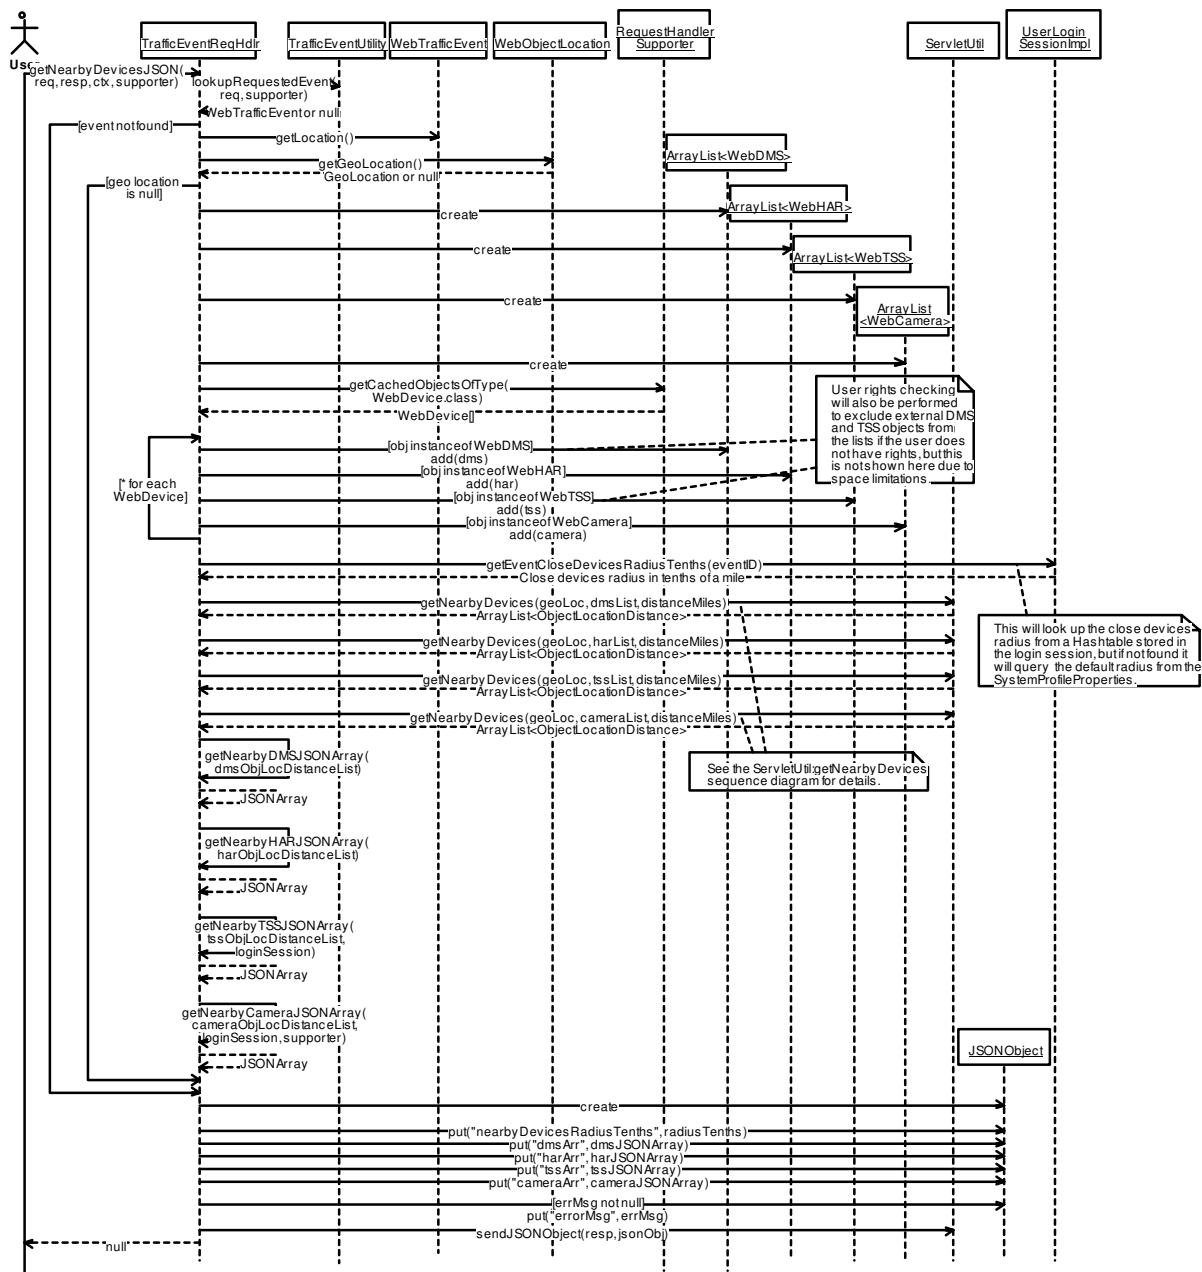 User
TrafficEventReqHdlr
TrafficEventUtility
WebTrafficEvent
WebObjectLocation
RequestHandler
Supporter
ServletUtil
UserLogin
SessionImpl
getNearbyDevicesJSON(
req, resp, ctx, supporter)
lookupRequestedEvent(
req, supporter)
WebTrafficEvent or null
[event not found]
getLocation()
getGeoLocation()
GeoLocation or null
[geo location
is null]
ArrayList<WebDMS>
create
ArrayList<WebHAR>
create
ArrayList<WebTSS>
create
ArrayList
<WebCamera>
create
getCachedObjectsOfType(
WebDevice.class)
WebDevice[]
User rights checking
will also be performed
to exclude external DMS
and TSS objects from
the lists if the user does
not have rights, but this
is not shown here due to
space limitations.
[* for each
WebDevice]
[obj instanceof WebDMS]
add(dms)
[obj instanceof WebHAR]
add(har)
[obj instanceof WebTSS]
add(tss)
[obj instanceof WebCamera]
add(camera)
getEventCloseDevicesRadiusTenths(eventID)
Close devices radius in tenths of a mile
getNearbyDevices(geoLoc, dmsList, distanceMiles)
ArrayList<ObjectLocationDistance>
getNearbyDevices(geoLoc, harList, distanceMiles)
ArrayList<ObjectLocationDistance>
getNearbyDevices(geoLoc, tssList, distanceMiles)
ArrayList<ObjectLocationDistance>
getNearbyDevices(geoLoc, cameraList, distanceMiles)
ArrayList<ObjectLocationDistance>
This will look up the close devices
radius from a Hashtable stored in
the login session, but if not found it
will query the default radius from the
SystemProfileProperties.
See the ServletUtil:getNearbyDevices
sequence diagram for details.
getNearbyDMSJSONArray(
dmsObjLocDistanceList)
JSONArray
getNearbyHARJSONArray(
harObjLocDistanceList)
JSONArray
getNearbyTSSJSONArray(
tssObjLocDistanceList,
loginSession)
JSONArray
getNearbyCameraJSONArray(
cameraObjLocDistanceList,
loginSession, supporter)
JSONArray
JSONObject
create
put("nearbyDevicesRadiusTenths", radiusTenths)
put("dmsArr", dmsJSONArray)
put("harArr", harJSONArray)
put("tssArr", tssJSONArray)
put("cameraArr", cameraJSONArray)
[errMsg not null]
put("errorMsg", errMsg)
sendJSONObject(resp, jsonObj)
null